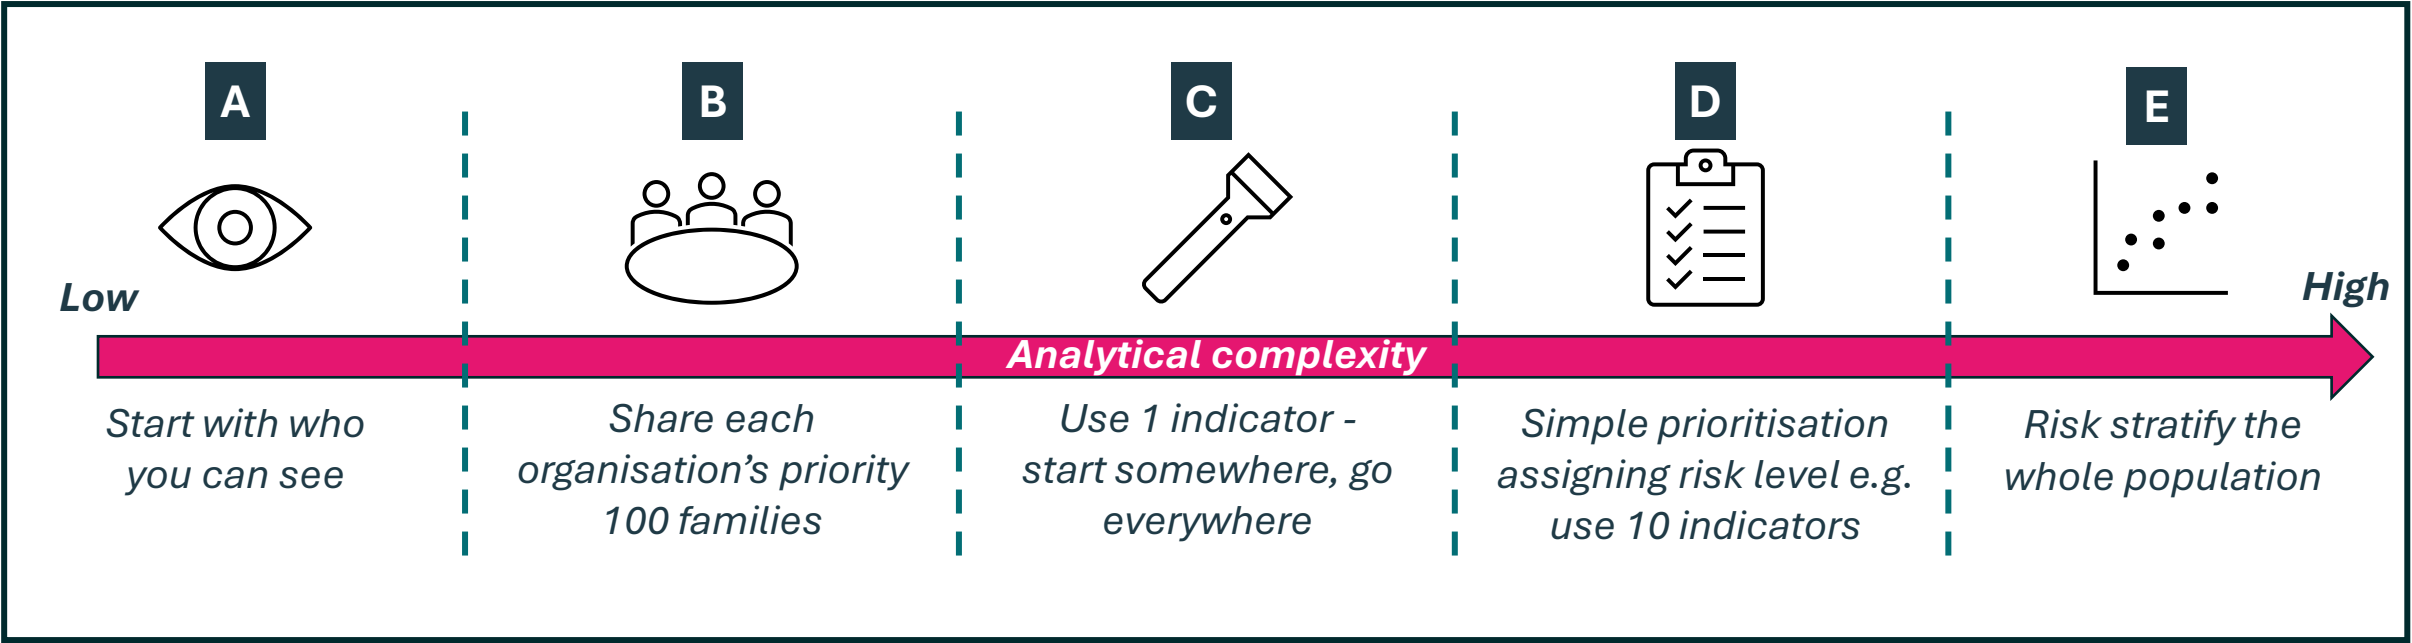 A
B
C
D
E
Low
High
Analytical complexity
Start with who
you can see
Share each
organisation’s priority
100 families
Use 1 indicator -
start somewhere, go
everywhere
Simple prioritisation
assigning risk level e.g.
use 10 indicators
Risk stratify the
whole population